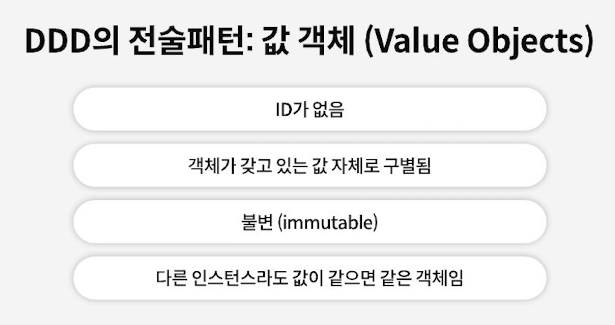 DDD의 전술패턴: 값 객체 (Value Objects)
ID가 없음
객체가 갖고 있는 값 자체로 구별됨
불변 (immutable)
다른 인스턴스라도 값이 같으면 같은 객체임